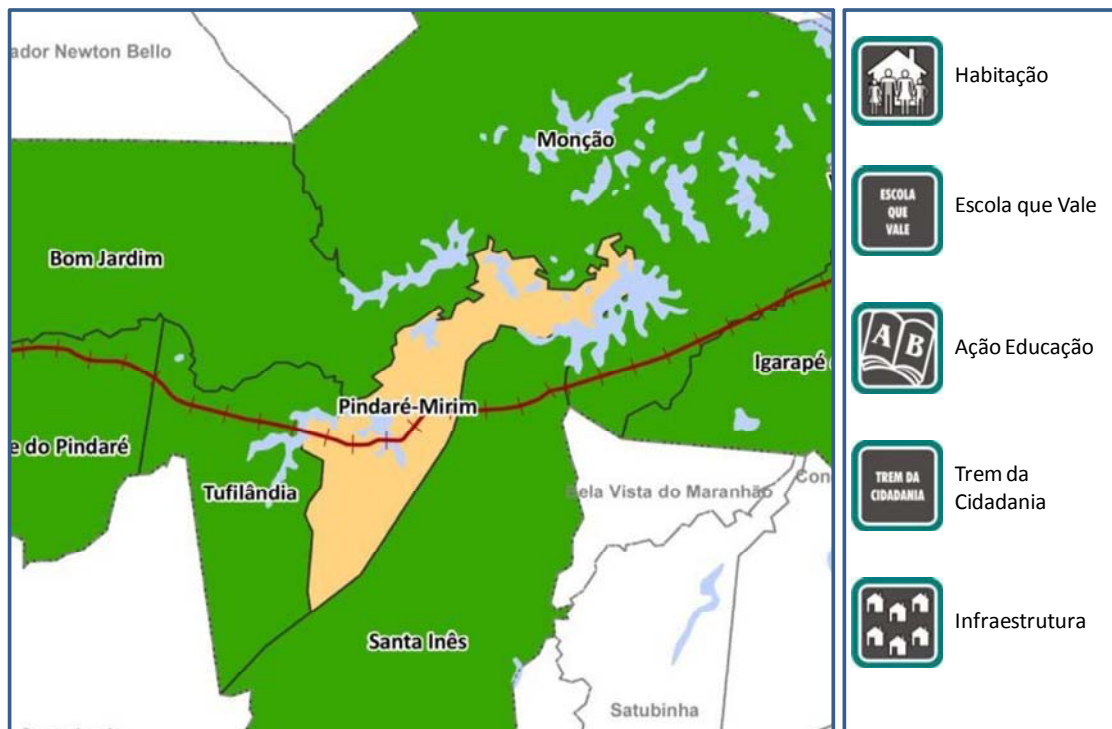 ador Newton Bello
Monção
Bom Jardim
Igarapé
Pindaré-Mirim
e do Pindaré
Tufilândia
Bela Vista do Maranhão
Con
Santa Inês
Satubinha
Habitação
ESCOLA
QUE
VALE
Escola que Vale
A B
Ação Educação
TREM DA
CIDADANIA
Trem da
Cidadania
Infraestrutura